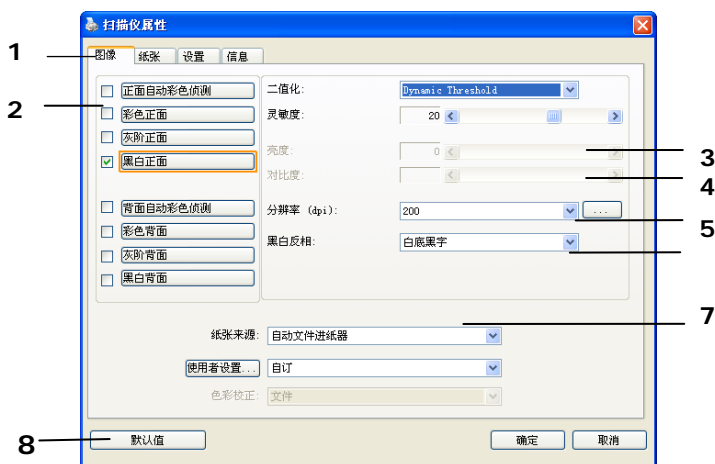 扫描仪属性
1
图像 纸张 设置 信息
2
正面自动彩色侦测
彩色正面
灰阶正面
黑白正面
背面自动彩色侦测
彩色背面
灰阶背面
黑白背面
二值化: Dynamic Threshold
灵敏度: 20
亮度: 0
3
对比度:
4
分辨率 (dpi): 200 ...
5
黑白反相: 白底黑字
7
纸张来源: 自动文件进纸器
使用者设置... 自订
色彩校正: 文件
8
默认值 确定 取消